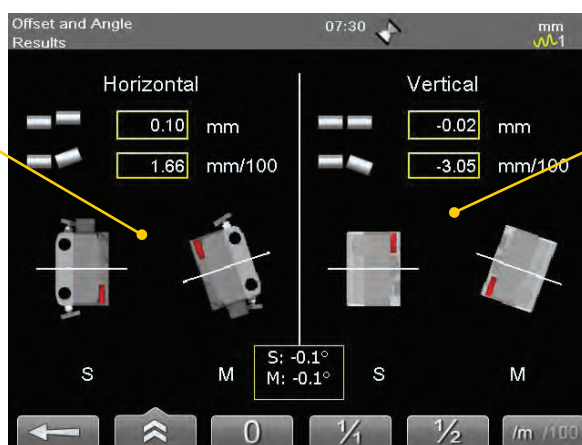 Offset and Angle
Results
07:30
mm
1
Horizontal
Vertical
0.10 mm
-0.02 mm
1.66 mm/100
-3.05 mm/100
S: -0.1°
M: -0.1°
S
M
S
M
0
1/1
1/2
/m /100